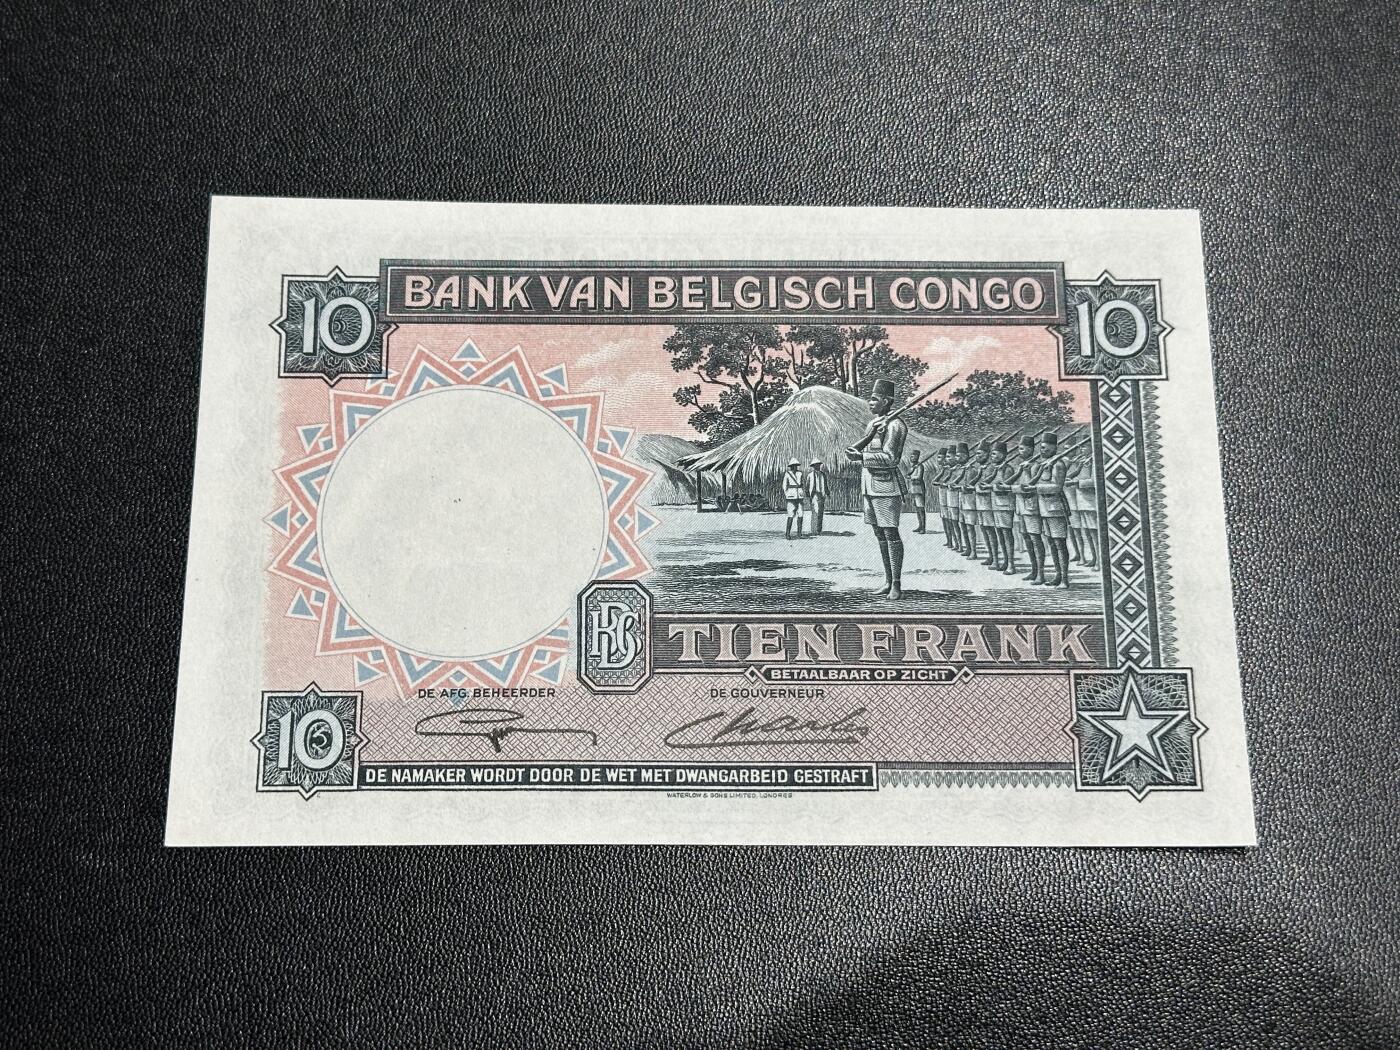 BANK VAN BELGISCH CONGO
10
10
BCB
TIEN FRANK
BETAALBAAR OP ZICHT
DE AFG. BEHEERDER
DE GOUVERNEUR
10
DE NAMAKER WORDT DOOR DE WET MET DWANGARBEID GESTRAFT
WATERLOW & SONS LIMITED, LONDRES